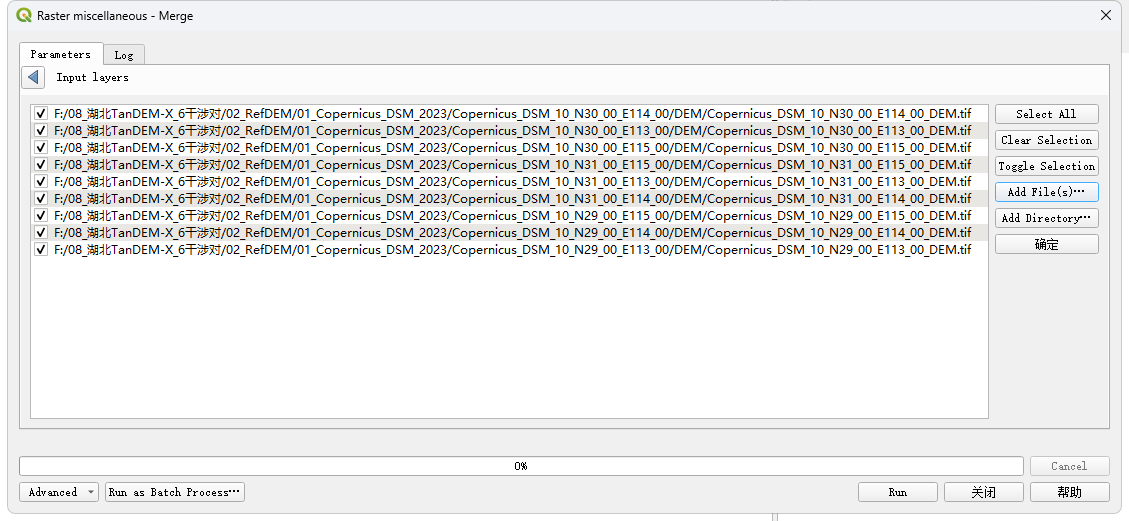 Raster miscellaneous - Merge
Parameters
Log
Input layers
F:/08_湖北TanDEM-X_6干涉对/02_RefDEM/01_Copernicus_DSM_2023/Copernicus_DSM_10_N30_00_E114_00/DEM/Copernicus_DSM_10_N30_00_E114_00_DEM.tif
F:/08_湖北TanDEM-X_6干涉对/02_RefDEM/01_Copernicus_DSM_2023/Copernicus_DSM_10_N30_00_E113_00/DEM/Copernicus_DSM_10_N30_00_E113_00_DEM.tif
F:/08_湖北TanDEM-X_6干涉对/02_RefDEM/01_Copernicus_DSM_2023/Copernicus_DSM_10_N30_00_E115_00/DEM/Copernicus_DSM_10_N30_00_E115_00_DEM.tif
F:/08_湖北TanDEM-X_6干涉对/02_RefDEM/01_Copernicus_DSM_2023/Copernicus_DSM_10_N31_00_E115_00/DEM/Copernicus_DSM_10_N31_00_E115_00_DEM.tif
F:/08_湖北TanDEM-X_6干涉对/02_RefDEM/01_Copernicus_DSM_2023/Copernicus_DSM_10_N31_00_E113_00/DEM/Copernicus_DSM_10_N31_00_E113_00_DEM.tif
F:/08_湖北TanDEM-X_6干涉对/02_RefDEM/01_Copernicus_DSM_2023/Copernicus_DSM_10_N31_00_E114_00/DEM/Copernicus_DSM_10_N31_00_E114_00_DEM.tif
F:/08_湖北TanDEM-X_6干涉对/02_RefDEM/01_Copernicus_DSM_2023/Copernicus_DSM_10_N29_00_E115_00/DEM/Copernicus_DSM_10_N29_00_E115_00_DEM.tif
F:/08_湖北TanDEM-X_6干涉对/02_RefDEM/01_Copernicus_DSM_2023/Copernicus_DSM_10_N29_00_E114_00/DEM/Copernicus_DSM_10_N29_00_E114_00_DEM.tif
F:/08_湖北TanDEM-X_6干涉对/02_RefDEM/01_Copernicus_DSM_2023/Copernicus_DSM_10_N29_00_E113_00/DEM/Copernicus_DSM_10_N29_00_E113_00_DEM.tif
Select All
Clear Selection
Toggle Selection
Add File(s)…
Add Directory…
确定
0%
Cancel
Advanced
Run as Batch Process…
Run
关闭
帮助